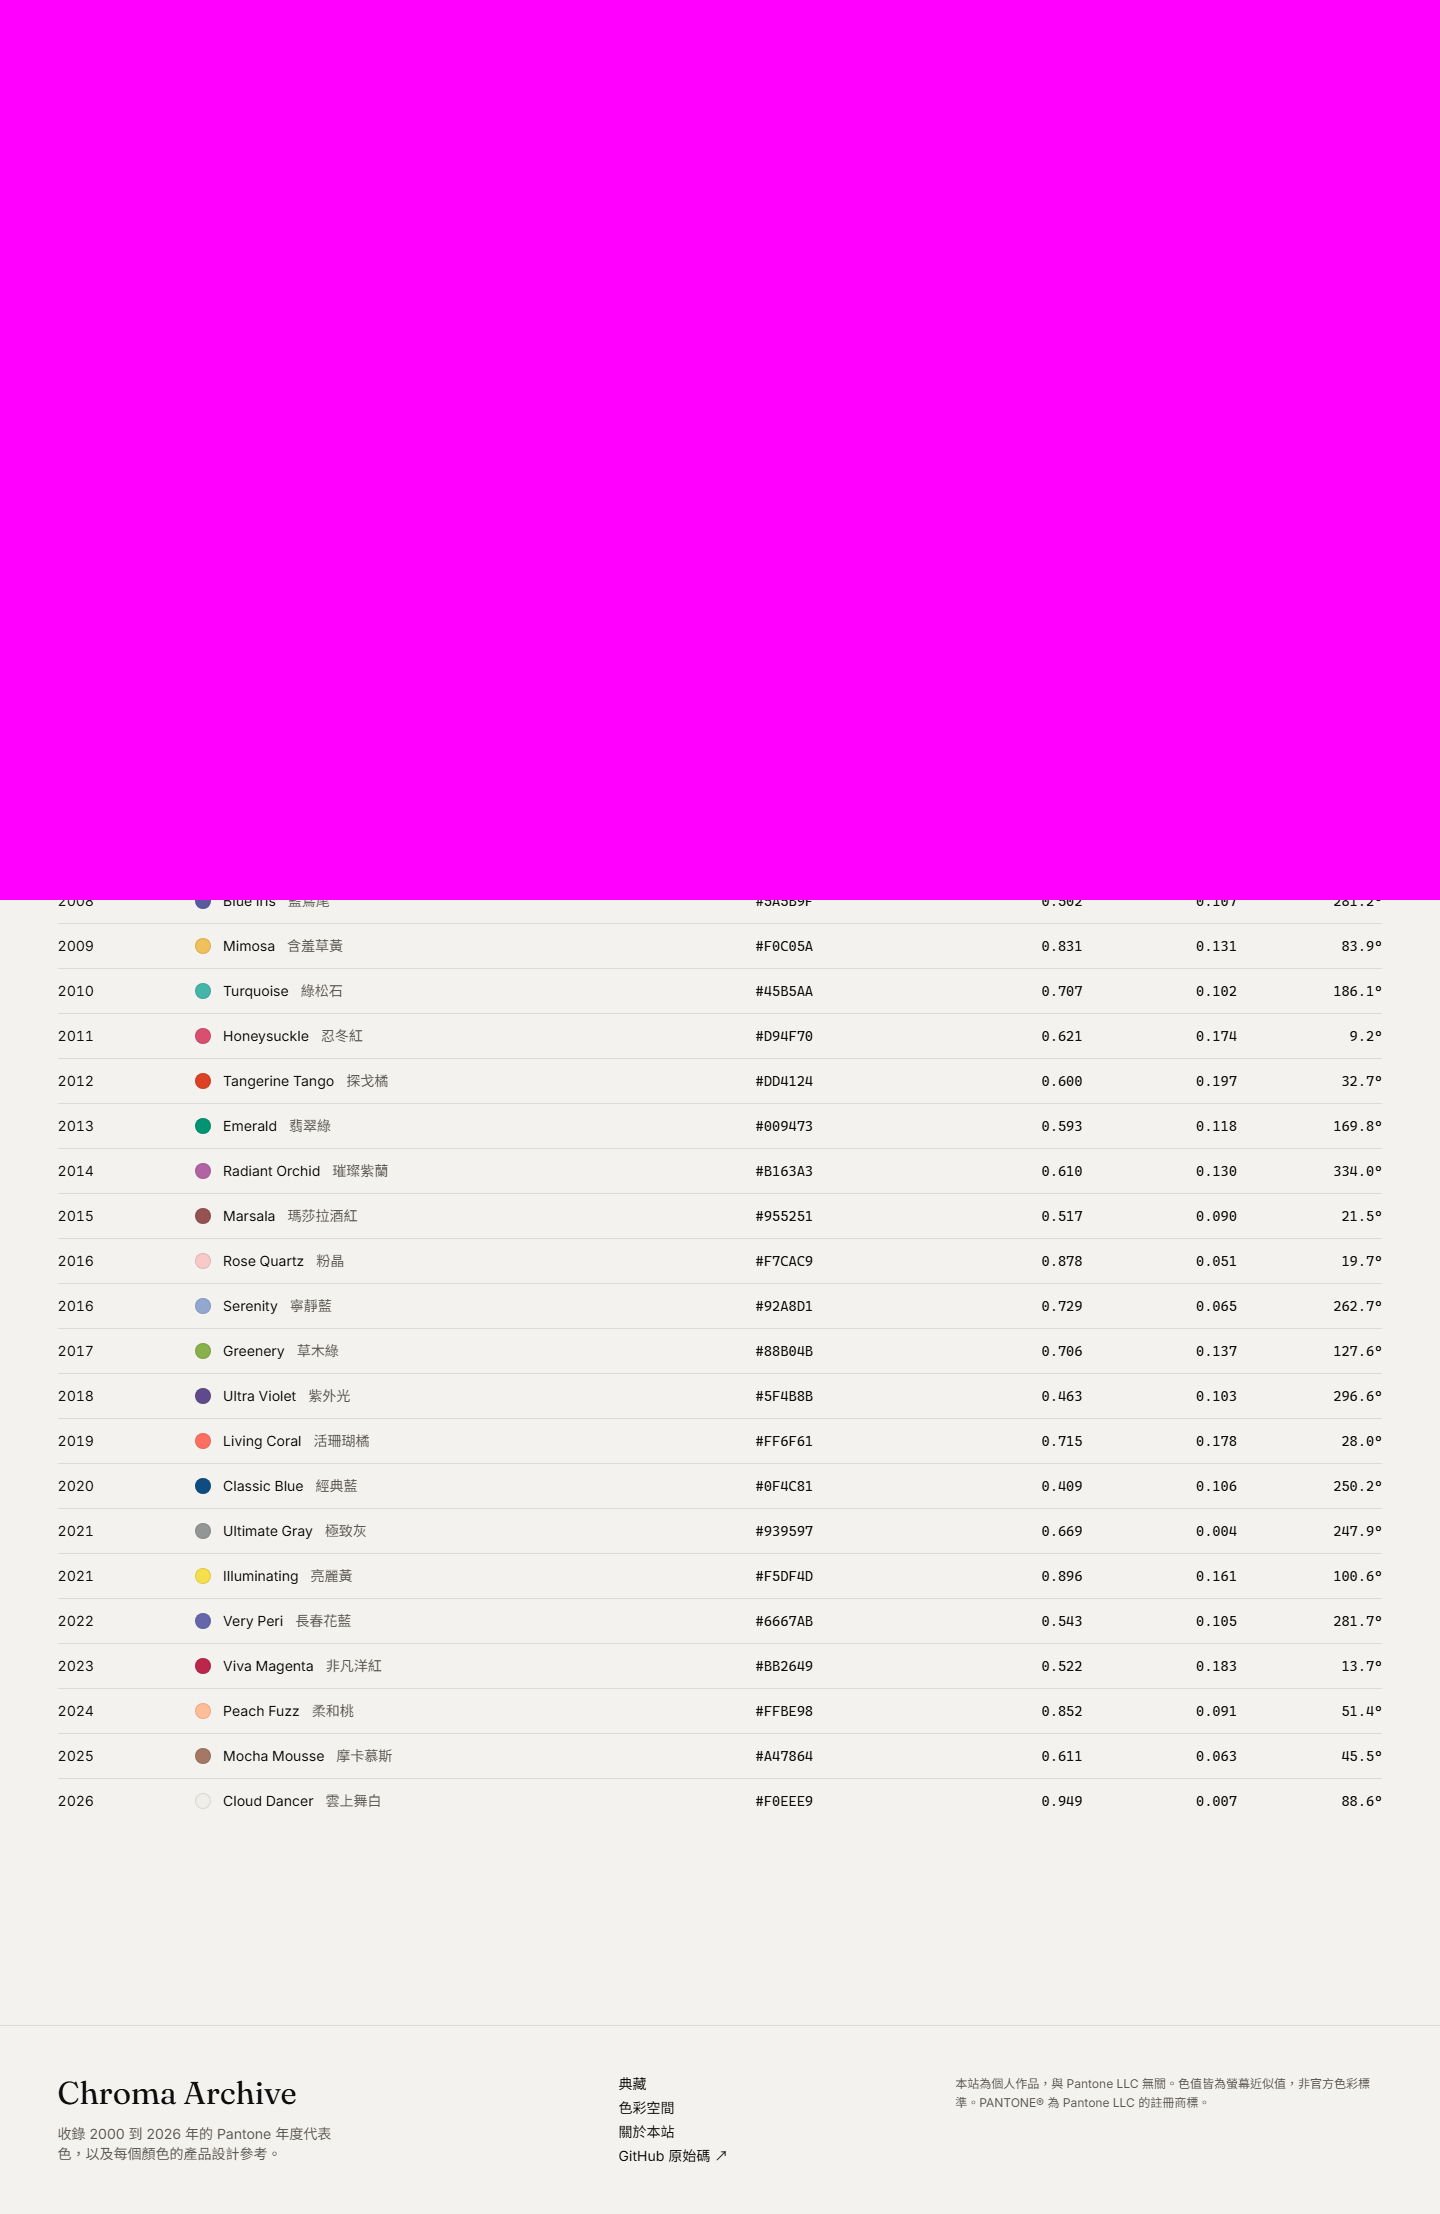 2008 Blue Iris 藍鳶尾 #5A5B9F 0.502 0.107 281.2°
2009 Mimosa 含羞草黃 #F0C05A 0.831 0.131 83.9°
2010 Turquoise 綠松石 #45B5AA 0.707 0.102 186.1°
2011 Honeysuckle 忍冬紅 #D94F70 0.621 0.174 9.2°
2012 Tangerine Tango 探戈橘 #DD4124 0.600 0.197 32.7°
2013 Emerald 翡翠綠 #009473 0.593 0.118 169.8°
2014 Radiant Orchid 璀璨紫蘭 #B163A3 0.610 0.130 334.0°
2015 Marsala 瑪莎拉酒紅 #955251 0.517 0.090 21.5°
2016 Rose Quartz 粉晶 #F7CAC9 0.878 0.051 19.7°
2016 Serenity 寧靜藍 #92A8D1 0.729 0.065 262.7°
2017 Greenery 草木綠 #88B04B 0.706 0.137 127.6°
2018 Ultra Violet 紫外光 #5F4B8B 0.463 0.103 296.6°
2019 Living Coral 活珊瑚橘 #FF6F61 0.715 0.178 28.0°
2020 Classic Blue 經典藍 #0F4C81 0.409 0.106 250.2°
2021 Ultimate Gray 極致灰 #939597 0.669 0.004 247.9°
2021 Illuminating 亮麗黃 #F5DF4D 0.896 0.161 100.6°
2022 Very Peri 長春花藍 #6667AB 0.543 0.105 281.7°
2023 Viva Magenta 非凡洋紅 #BB2649 0.522 0.183 13.7°
2024 Peach Fuzz 柔和桃 #FFBE98 0.852 0.091 51.4°
2025 Mocha Mousse 摩卡慕斯 #A47864 0.611 0.063 45.5°
2026 Cloud Dancer 雲上舞白 #F0EEE9 0.949 0.007 88.6°
Chroma Archive
收錄 2000 到 2026 年的 Pantone 年度代表
色，以及每個顏色的產品設計參考。
典藏
色彩空間
關於本站
GitHub 原始碼 ↗
本站為個人作品，與 Pantone LLC 無關。色值皆為螢幕近似值，非官方色彩標
準。PANTONE® 為 Pantone LLC 的註冊商標。